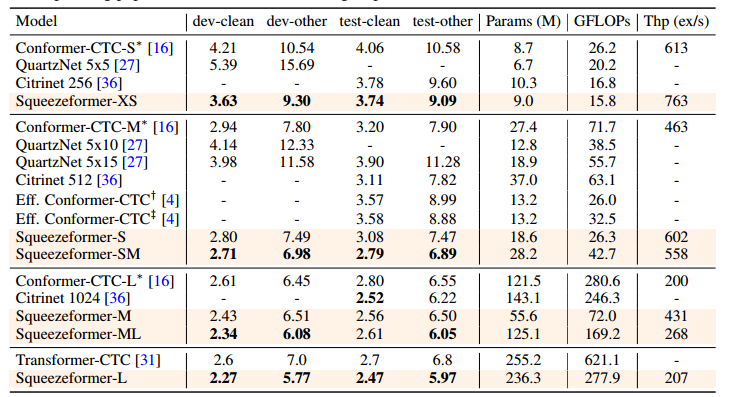 Model dev-clean dev-other test-clean test-other Params (M) GFLOPs Thp (ex/s)
Conformer-CTC-S* [16] 4.21 10.54 4.06 10.58 8.7 26.2 613
QuartzNet 5x5 [27] 5.39 15.69 - - 6.7 20.2 -
Citrinet 256 [36] - - 3.78 9.60 10.3 16.8 -
Squeezeformer-XS 3.63 9.30 3.74 9.09 9.0 15.8 763
Conformer-CTC-M* [16] 2.94 7.80 3.20 7.90 27.4 71.7 463
QuartzNet 5x10 [27] 4.14 12.33 - - 12.8 38.5 -
QuartzNet 5x15 [27] 3.98 11.58 3.90 11.28 18.9 55.7 -
Citrinet 512 [36] - - 3.11 7.82 37.0 63.1 -
Eff. Conformer-CTC† [4] - - 3.57 8.99 13.2 26.0 -
Eff. Conformer-CTC‡ [4] - - 3.58 8.88 13.2 32.5 -
Squeezeformer-S 2.80 7.49 3.08 7.47 18.6 26.3 602
Squeezeformer-SM 2.71 6.98 2.79 6.89 28.2 42.7 558
Conformer-CTC-L* [16] 2.61 6.45 2.80 6.55 121.5 280.6 200
Citrinet 1024 [36] - - 2.52 6.22 143.1 246.3 -
Squeezeformer-M 2.43 6.51 2.56 6.50 55.6 72.0 431
Squeezeformer-ML 2.34 6.08 2.61 6.05 125.1 169.2 268
Transformer-CTC [31] 2.6 7.0 2.7 6.8 255.2 621.1 -
Squeezeformer-L 2.27 5.77 2.47 5.97 236.3 277.9 207